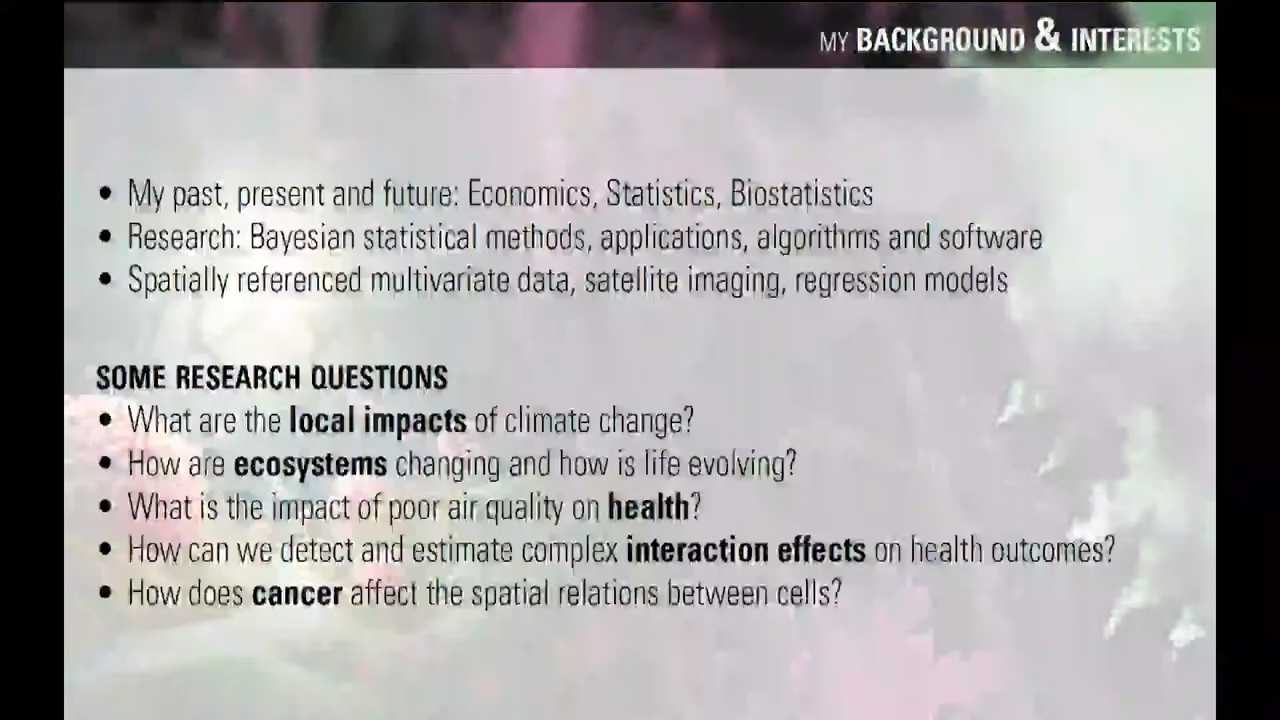 MY BACKGROUND & INTERESTS
• My past, present and future: Economics, Statistics, Biostatistics
• Research: Bayesian statistical methods, applications, algorithms and software
• Spatially referenced multivariate data, satellite imaging, regression models
SOME RESEARCH QUESTIONS
• What are the local impacts of climate change?
• How are ecosystems changing and how is life evolving?
• What is the impact of poor air quality on health?
• How can we detect and estimate complex interaction effects on health outcomes?
• How does cancer affect the spatial relations between cells?